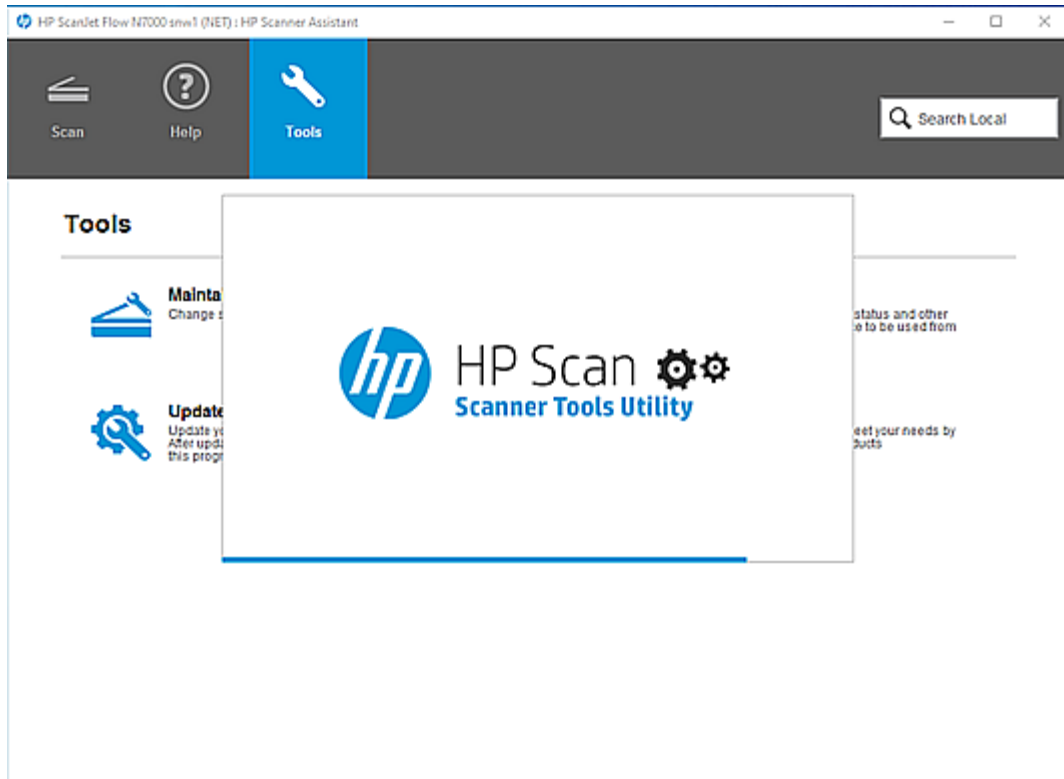 HP ScanJet Flow N7000 snw1 (NET) : HP Scanner Assistant
Scan
Help
Tools
Search Local
Tools
Mainta
Change s
status and other
e to be used from
hp
HP Scan
Scanner Tools Utility
Update
Update yo
After upda
this progr
eet your needs by
ducts